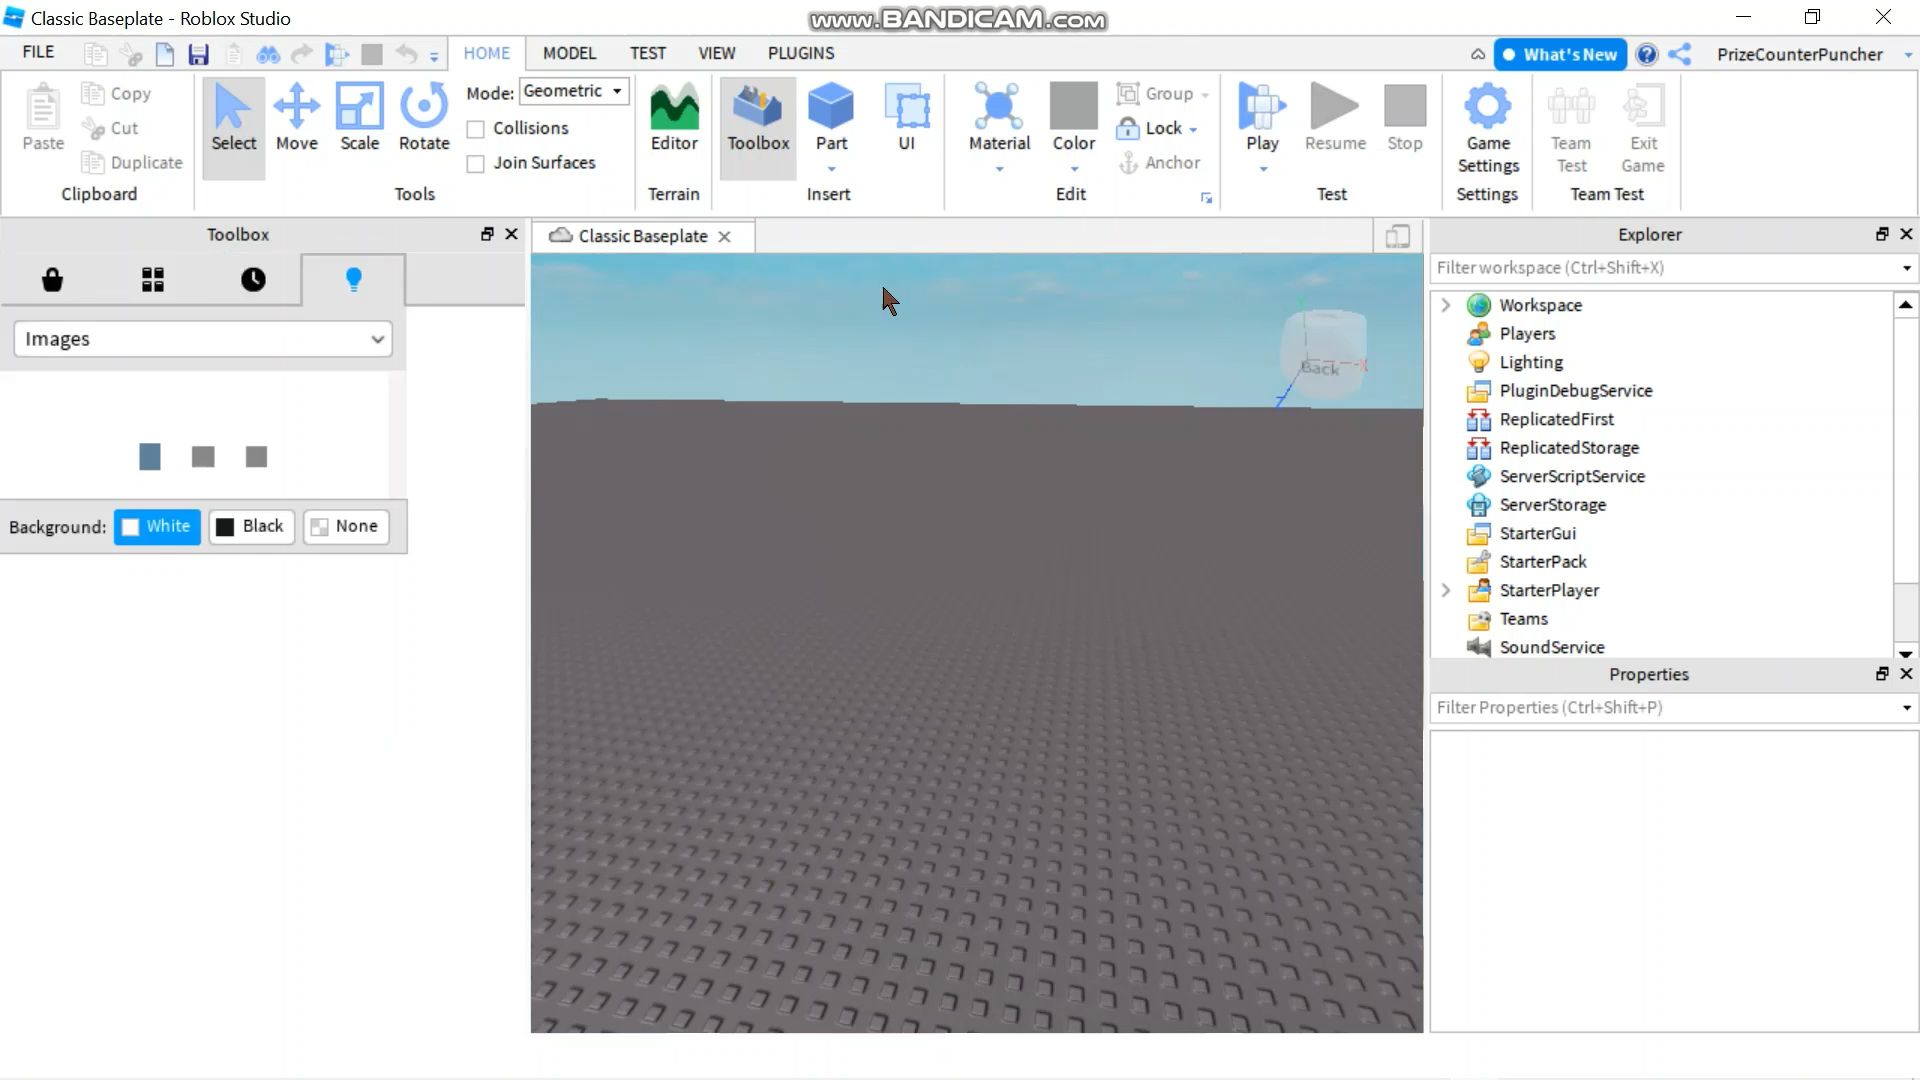 Classic Baseplate - Roblox Studio
www.BANDICAM.com
FILE
HOME
MODEL
TEST
VIEW
PLUGINS
What's New
PrizeCounterPuncher
Paste
Copy
Cut
Duplicate
Clipboard
Select
Move
Scale
Rotate
Mode: Geometric
Collisions
Join Surfaces
Tools
Editor
Terrain
Toolbox
Part
UI
Insert
Material
Color
Group
Lock
Anchor
Edit
Play
Resume
Stop
Test
Game
Settings
Settings
Team
Test
Exit
Game
Team Test
Toolbox
Images
Background: White Black None
Classic Baseplate
Back
X
Explorer
Filter workspace (Ctrl+Shift+X)
Workspace
Players
Lighting
PluginDebugService
ReplicatedFirst
ReplicatedStorage
ServerScriptService
ServerStorage
StarterGui
StarterPack
StarterPlayer
Teams
SoundService
Properties
Filter Properties (Ctrl+Shift+P)